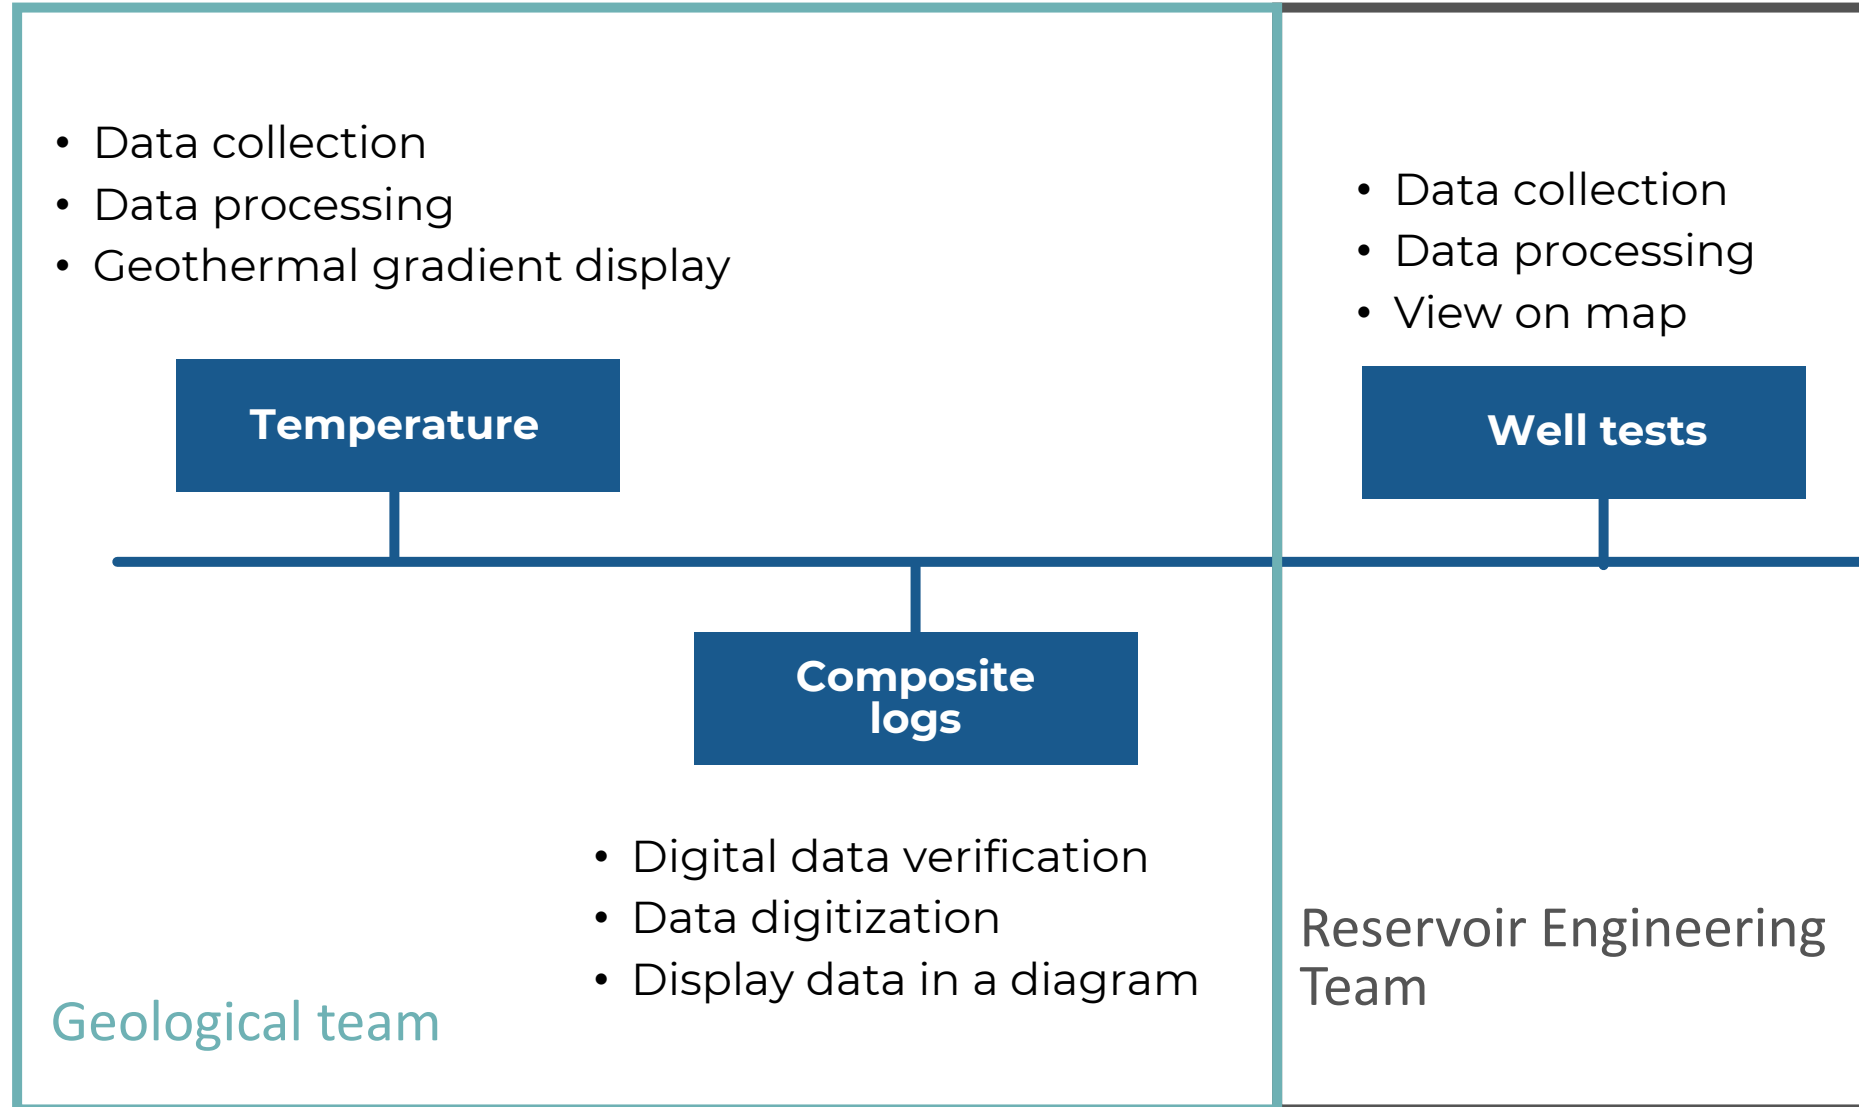 • Data collection
• Data processing
• Geothermal gradient display
Temperature
Composite
logs
• Digital data verification
• Data digitization
• Display data in a diagram
Geological team
• Data collection
• Data processing
• View on map
Well tests
Reservoir Engineering
Team